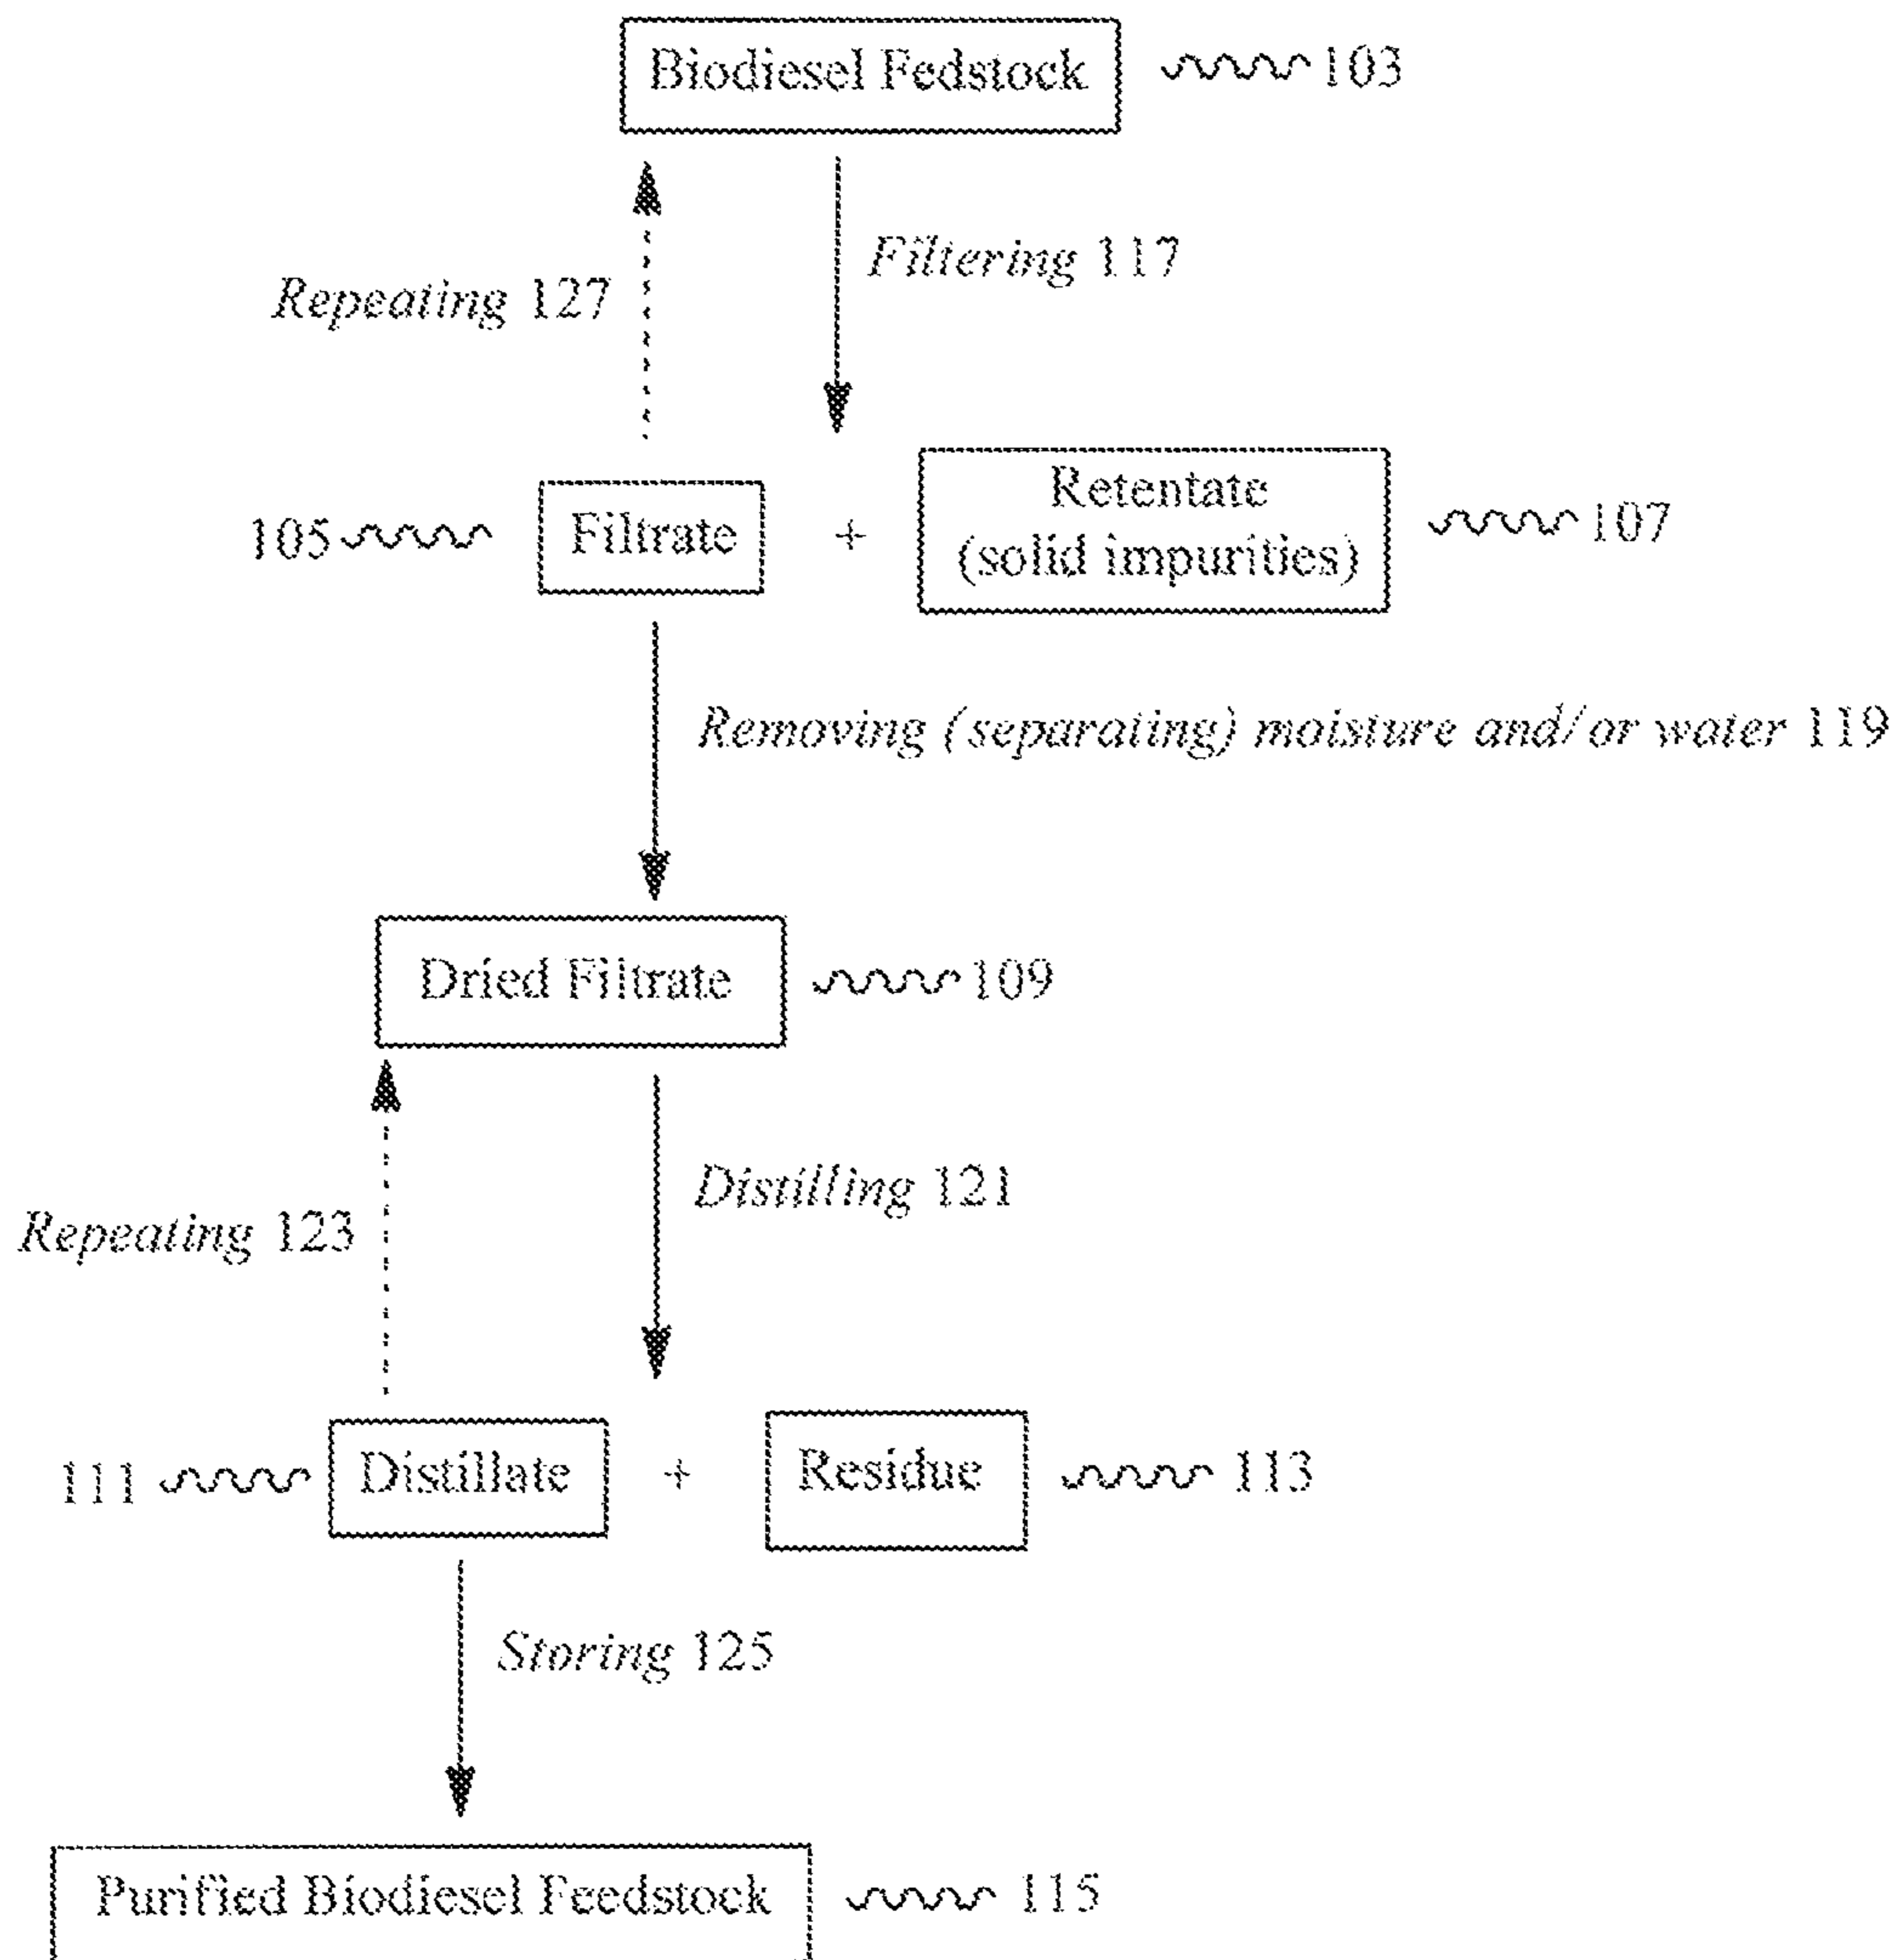 Biodiesel Fedstock 103
Repeating 127
Filtering 117
105 Filtrate + Retentate (solid impurities) 107
Removing (separating) moisture and/or water 119
Dried Filtrate 109
Repeating 123
Distilling 121
111 Distillate + Residue 113
Storing 125
Purified Biodiesel Feedstock 115